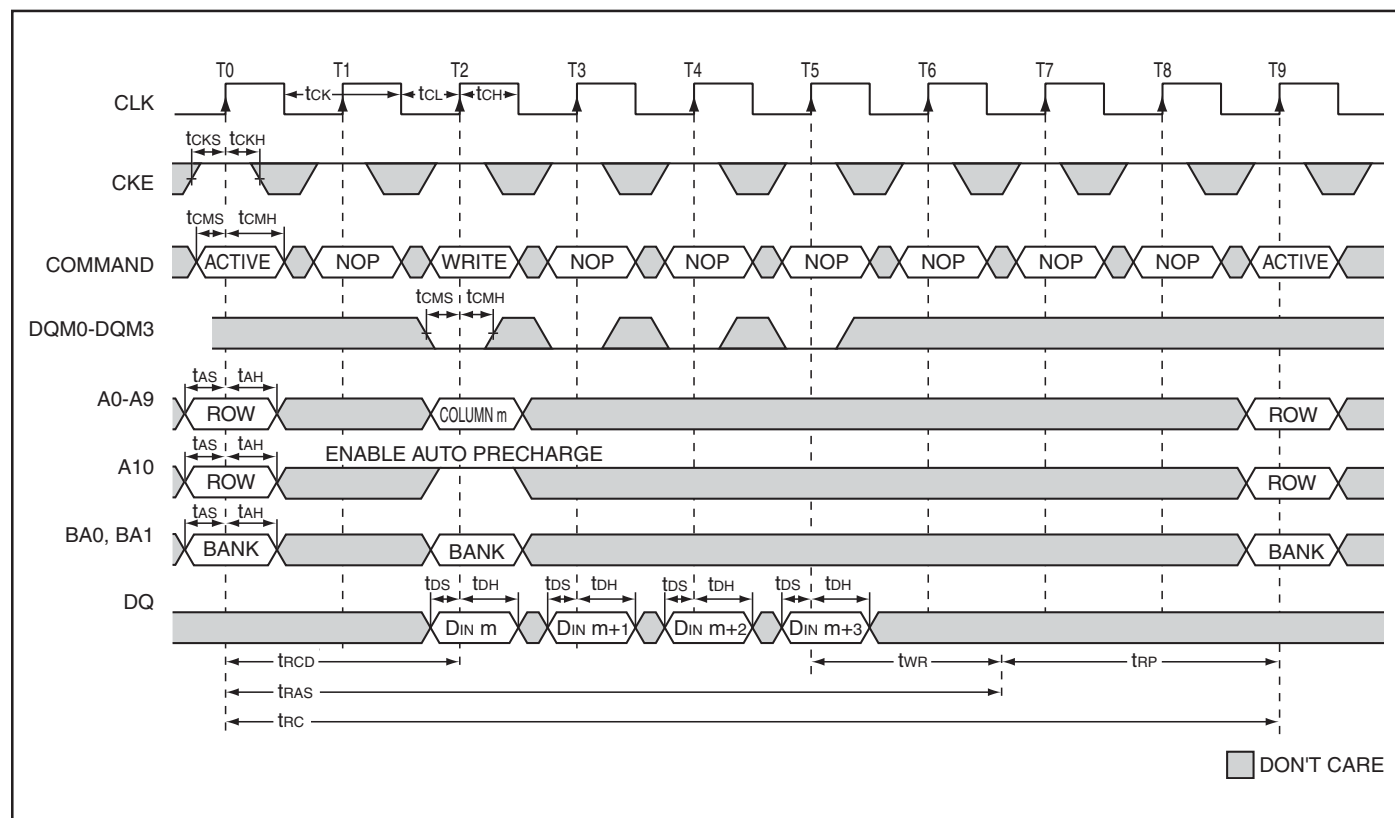 T0 T1 T2 T3 T4 T5 T6 T7 T8 T9
CLK
tCK tCL tCH
tCKS tCKH
CKE
tCMS tCMH
COMMAND ACTIVE NOP WRITE NOP NOP NOP NOP NOP NOP ACTIVE
tCMS tCMH
DQM0-DQM3
tAS tAH
A0-A9 ROW COLUMN m ROW
tAS tAH ENABLE AUTO PRECHARGE
A10 ROW ROW
tAS tAH
BA0, BA1 BANK BANK BANK
tDS tDH tDS tDH tDS tDH tDS tDH
DQ
DIN m DIN m+1 DIN m+2 DIN m+3
tRCD tWR tRP
tRAS
tRC
DON'T CARE